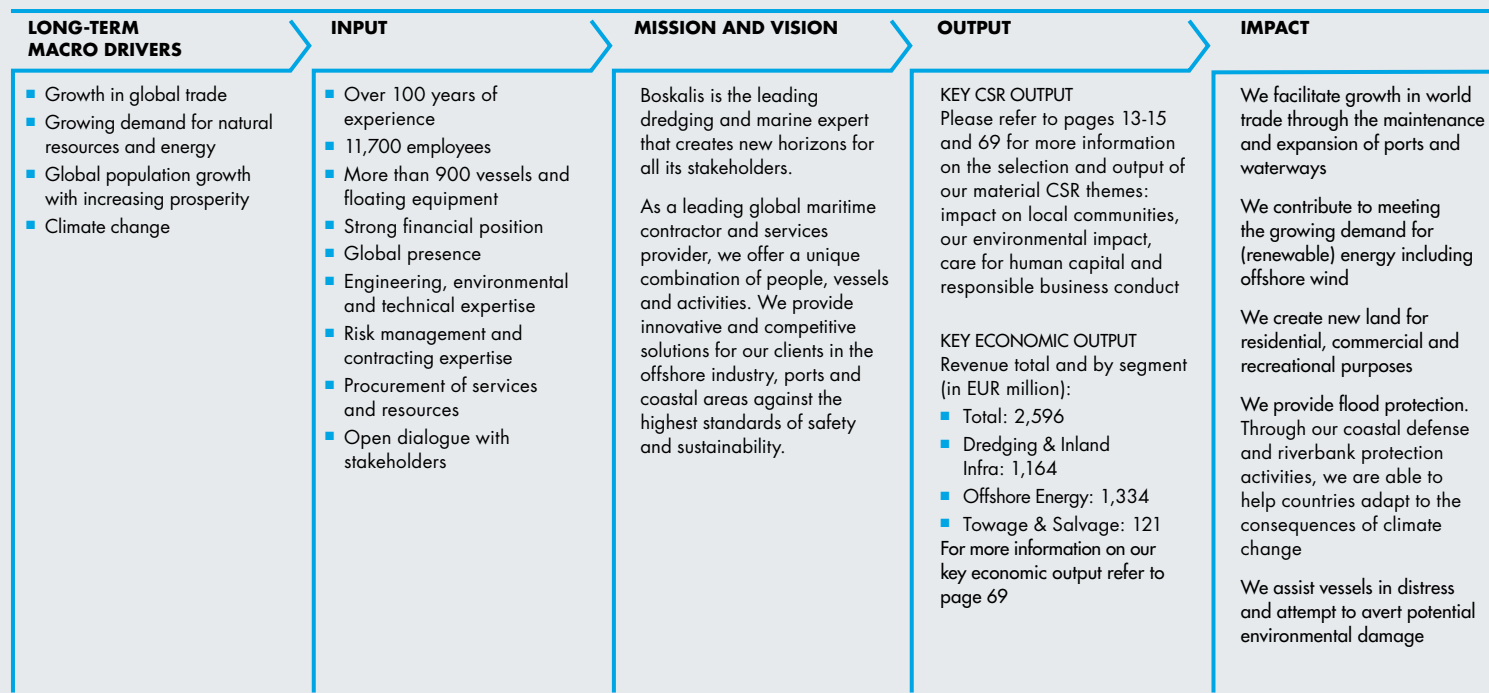 LONG-TERM
MACRO DRIVERS
■ Growth in global trade
■ Growing demand for natural
resources and energy
■ Global population growth
with increasing prosperity
■ Climate change
INPUT
■ Over 100 years of
experience
■ 11,700 employees
■ More than 900 vessels and
floating equipment
■ Strong financial position
■ Global presence
■ Engineering, environmental
and technical expertise
■ Risk management and
contracting expertise
■ Procurement of services
and resources
■ Open dialogue with
stakeholders
MISSION AND VISION
Boskalis is the leading
dredging and marine expert
that creates new horizons for
all its stakeholders.
As a leading global maritime
contractor and services
provider, we offer a unique
combination of people, vessels
and activities. We provide
innovative and competitive
solutions for our clients in the
offshore industry, ports and
coastal areas against the
highest standards of safety
and sustainability.
OUTPUT
KEY CSR OUTPUT
Please refer to pages 13-15
and 69 for more information
on the selection and output of
our material CSR themes:
impact on local communities,
our environmental impact,
care for human capital and
responsible business conduct
KEY ECONOMIC OUTPUT
Revenue total and by segment
(in EUR million):
■ Total: 2,596
■ Dredging & Inland
Infra: 1,164
■ Offshore Energy: 1,334
■ Towage & Salvage: 121
For more information on our
key economic output refer to
page 69
IMPACT
We facilitate growth in world
trade through the maintenance
and expansion of ports and
waterways
We contribute to meeting
the growing demand for
(renewable) energy including
offshore wind
We create new land for
residential, commercial and
recreational purposes
We provide flood protection.
Through our coastal defense
and riverbank protection
activities, we are able to
help countries adapt to the
consequences of climate
change
We assist vessels in distress
and attempt to avert potential
environmental damage